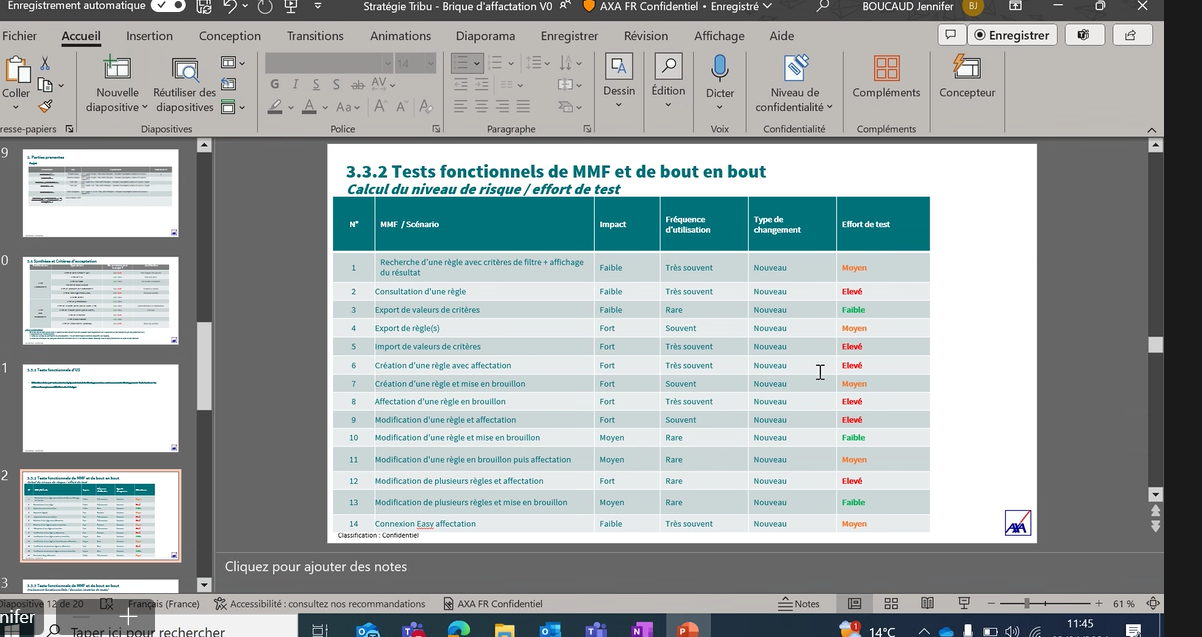 Enregistrement automatique
Stratégie Tribu - Brique d'affectation V0
AXA FR Confidentiel • Enregistré
BOUCAUD Jennifer
BJ
Fichier
Accueil
Insertion
Conception
Transitions
Animations
Diaporama
Enregistrer
Révision
Affichage
Aide
Enregistrer
Coller
Nouvelle
diapositive
Réutiliser des
diapositives
14
G I S S ab AV
Aa A A
Dessin
Édition
Dicter
Niveau de
confidentialité
Compléments
Concepteur
resse-papiers
Diapositives
Police
Paragraphe
Voix
Confidentialité
Compléments
9
0
1
2
3
3.3.2 Tests fonctionnels de MMF et de bout en bout
Calcul du niveau de risque / effort de test
N° MMF / Scénario Impact Fréquence d'utilisation Type de changement Effort de test
1 Recherche d'une règle avec critères de filtre + affichage du résultat Faible Très souvent Nouveau Moyen
2 Consultation d'une règle Faible Très souvent Nouveau Elevé
3 Export de valeurs de critères Faible Rare Nouveau Faible
4 Export de règle(s) Fort Souvent Nouveau Moyen
5 Import de valeurs de critères Fort Très souvent Nouveau Elevé
6 Création d'une règle avec affectation Fort Très souvent Nouveau Elevé
7 Création d'une règle et mise en brouillon Fort Souvent Nouveau Moyen
8 Affectation d'une règle en brouillon Fort Très souvent Nouveau Elevé
9 Modification d'une règle et affectation Fort Souvent Nouveau Elevé
10 Modification d'une règle et mise en brouillon Moyen Rare Nouveau Faible
11 Modification d'une règle en brouillon puis affectation Moyen Rare Nouveau Moyen
12 Modification de plusieurs règles et affectation Fort Rare Nouveau Elevé
13 Modification de plusieurs règles et mise en brouillon Moyen Rare Nouveau Faible
14 Connexion Easy affectation Faible Très souvent Nouveau Moyen
Classification : Confidentiel
AXA
Cliquez pour ajouter des notes
Diapositive 12 de 20
Français (France)
Accessibilité : consultez nos recommandations
AXA FR Confidentiel
Notes
61 %
nifer
Taper ici pour rechercher
1
14°C
11:45